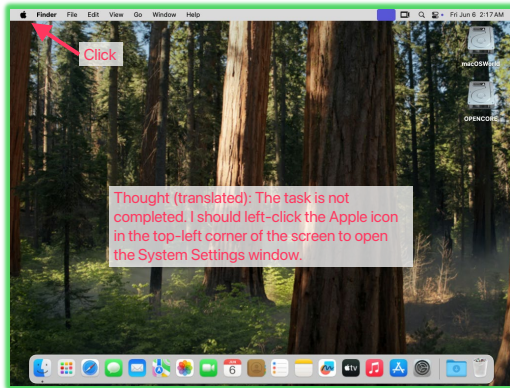 Finder File Edit View Go Window Help Fri Jun 6 2:17 AM
Click
macOSWorld
OPENCORE
Thought (translated): The task is not
completed. I should left-click the Apple icon
in the top-left corner of the screen to open
the System Settings window.
JUN
6
tv